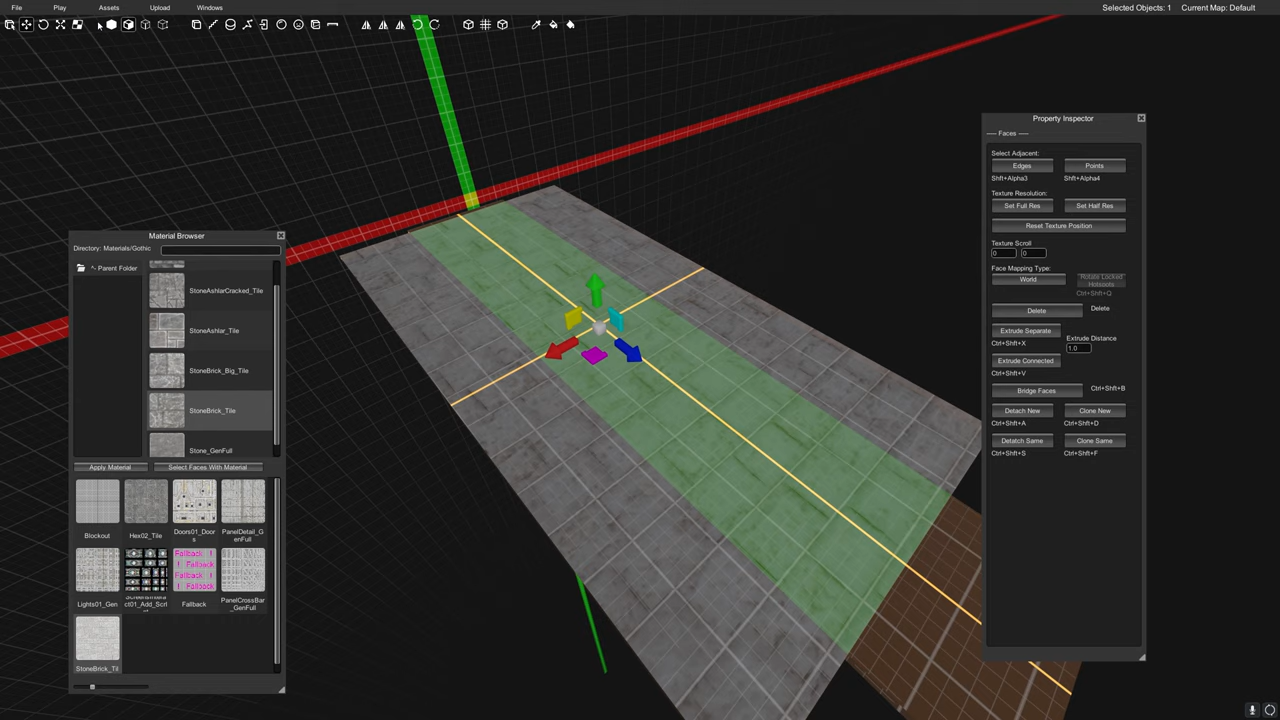 File Play Assets Upload Windows
Selected Objects: 1 Current Map: Default
Material Browser
Directory: Materials/Gothic
^- Parent Folder
StoneAshlarCracked_Tile
StoneAshlar_Tile
StoneBrick_Big_Tile
StoneBrick_Tile
Stone_GenFull
Apply Material Select Faces With Material
Blockout
Hex02_Tile
Doors01_Door
s
PanelDetail_G
enFull
Lights01_Gen
ct01_Add_Scri
Fallback
Fallback !
! Fallback
Fallback !
! Fallback
PanelCrossBar
_GenFull
StoneBrick_Til
Property Inspector
---- Faces ----
Select Adjacent:
Edges Points
Shft+Alpha3 Shft+Alpha4
Texture Resolution:
Set Full Res Set Half Res
Reset Texture Position
Texture Scroll
0 0
Face Mapping Type:
World
Rotate Locked
Hotspots
Ctrl+Shft+Q
Delete Delete
Extrude Separate
Ctrl+Shft+X
Extrude Distance
1.0
Extrude Connected
Ctrl+Shft+V
Bridge Faces Ctrl+Shft+B
Detach New Clone New
Ctrl+Shft+A Ctrl+Shft+D
Detatch Same Clone Same
Ctrl+Shft+S Ctrl+Shft+F